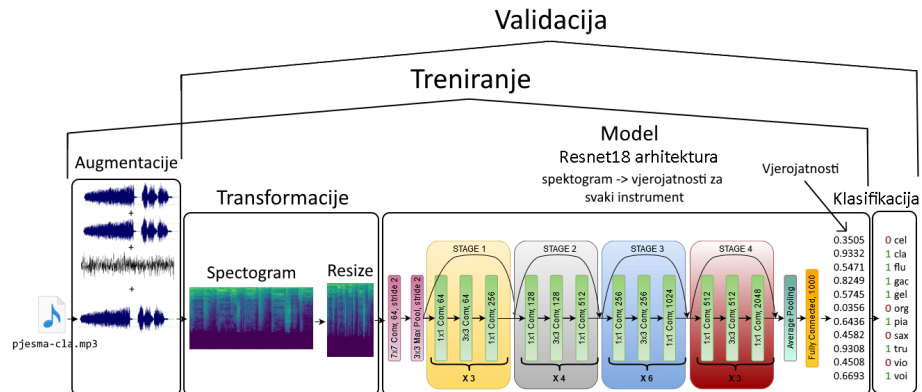 Validacija
Treniranje
Model
Resnet18 arhitektura
spektogram -> vjerojatnosti za
svaki instrument
Vjerojatnosti
Augmentacije
Transformacije
Klasifikacija
+
+
+
pjesma-cla.mp3
Spectogram
Resize
7x7 Conv, 64, stride 2
3x3 Max Pool, stride 2
STAGE 1
1x1 Conv, 64
3x3 Conv, 64
1x1 Conv, 256
X 3
STAGE 2
1x1 Conv, 128
3x3 Conv, 128
1x1 Conv, 512
X 4
STAGE 3
1x1 Conv, 256
3x3 Conv, 256
1x1 Conv, 1024
X 6
STAGE 4
1x1 Conv, 512
3x3 Conv, 512
1x1 Conv, 2048
X 3
Average Pooling
Fully Connected, 1000
0.3505
0.9332
0.5471
0.8249
0.5745
0.0356
0.6436
0.4582
0.9308
0.4508
0.6693
0 cel
1 cla
1 flu
1 gac
1 gel
0 org
1 pia
0 sax
1 tru
0 vio
1 voi